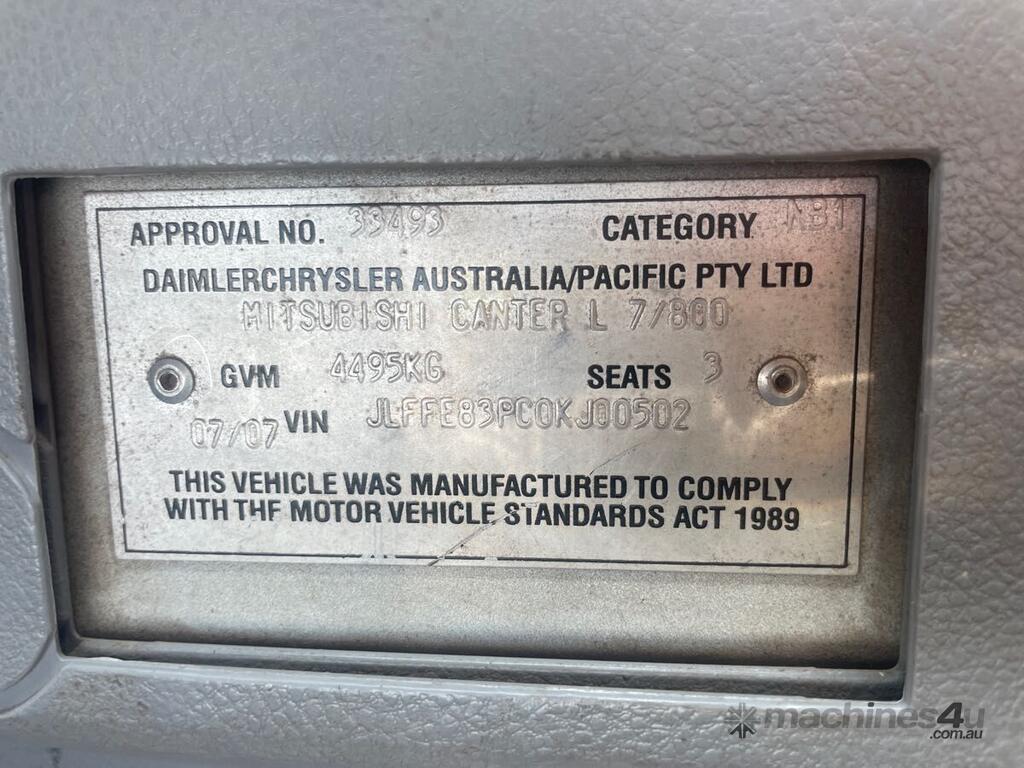 APPROVAL NO. 33493 CATEGORY NB1
DAIMLERCHRYSLER AUSTRALIA/PACIFIC PTY LTD
MITSUBISHI CANTER L 7/800
GVM 4495KG SEATS 3
07/07 VIN JLFFE83PC0KJ00502
THIS VEHICLE WAS MANUFACTURED TO COMPLY
WITH THE MOTOR VEHICLE STANDARDS ACT 1989
machines4u
.com.au